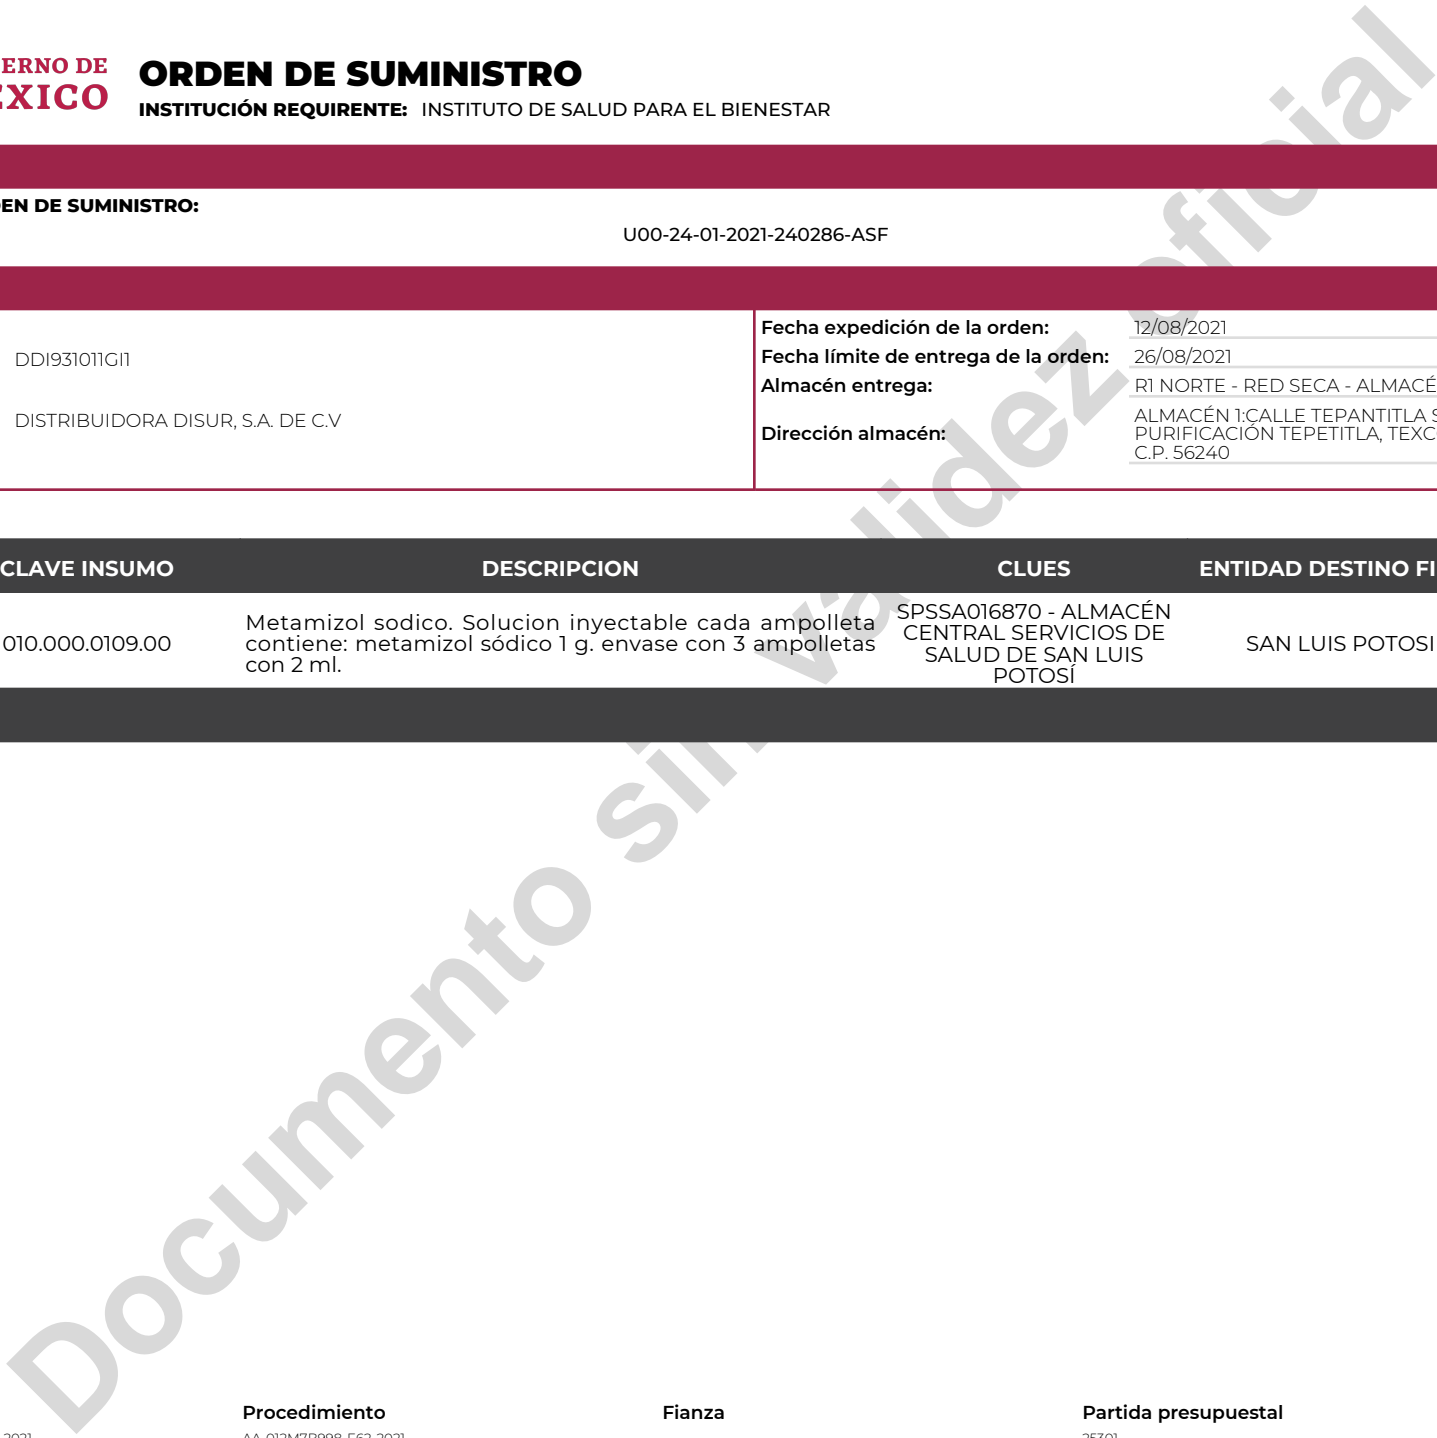 ERNO DE
ÉXICO
ORDEN DE SUMINISTRO
INSTITUCIÓN REQUIRENTE: INSTITUTO DE SALUD PARA EL BIENESTAR
EN DE SUMINISTRO:
U00-24-01-2021-240286-ASF
DDI931011GI1
DISTRIBUIDORA DISUR, S.A. DE C.V
Fecha expedición de la orden: 12/08/2021
Fecha límite de entrega de la orden: 26/08/2021
Almacén entrega: R1 NORTE - RED SECA - ALMACÉ
Dirección almacén:
ALMACÉN 1:CALLE TEPANTITLA S
PURIFICACIÓN TEPETITLA, TEXC
C.P. 56240
CLAVE INSUMO DESCRIPCION CLUES ENTIDAD DESTINO FI
010.000.0109.00
Metamizol sodico. Solucion inyectable cada ampolleta
contiene: metamizol sódico 1 g. envase con 3 ampolletas
con 2 ml.
SPSSA016870 - ALMACÉN
CENTRAL SERVICIOS DE
SALUD DE SAN LUIS
POTOSÍ
SAN LUIS POTOSI
Documento sin validez oficial
Procedimiento Fianza Partida presupuestal